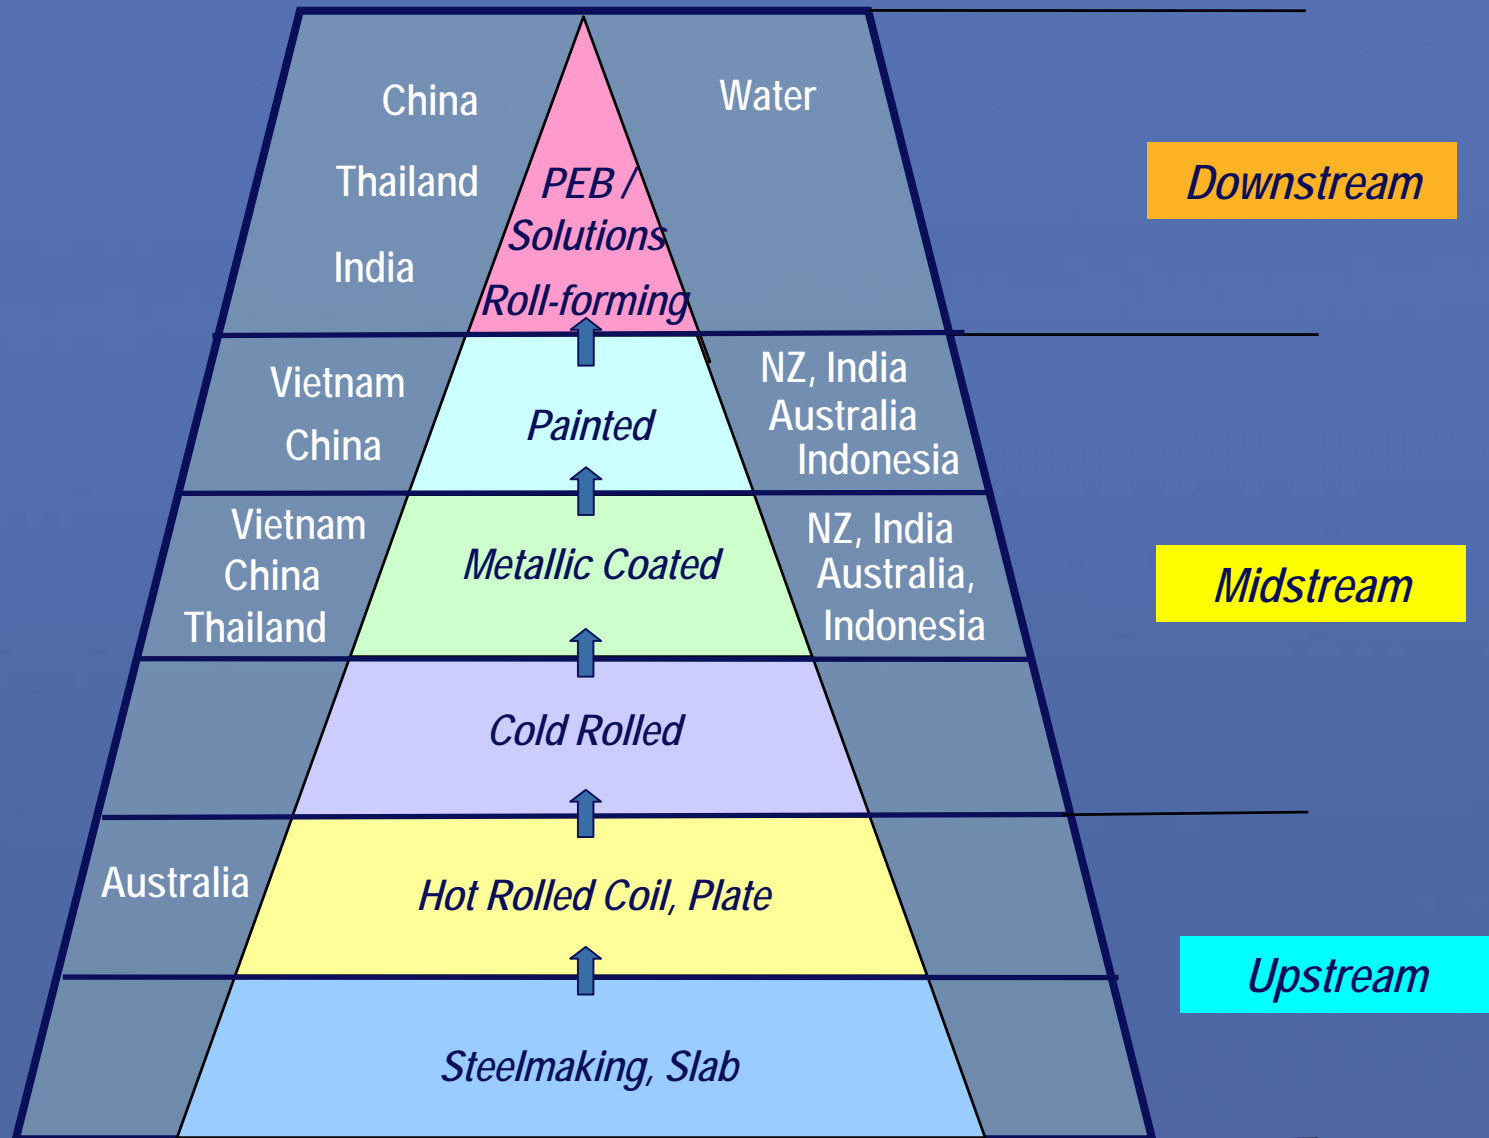 China
Water
Thailand
PEB /
Solutions
India
Roll-forming
Downstream
Vietnam
China
Painted
NZ, India
Australia
Indonesia
Vietnam
China
Thailand
Metallic Coated
NZ, India
Australia,
Indonesia
Midstream
Cold Rolled
Australia
Hot Rolled Coil, Plate
Upstream
Steelmaking, Slab